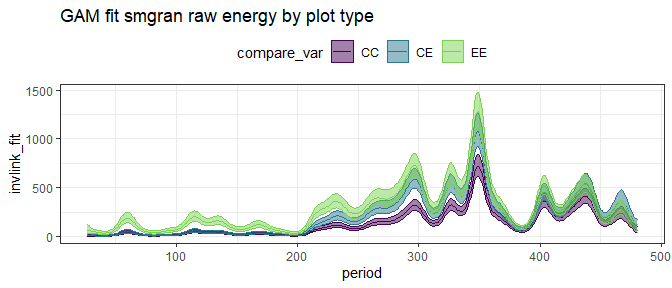 GAM fit smgran raw energy by plot type
compare_var CC CE EE
1500
1000
500
0
invlink_fit
100 200 300 400 500
period